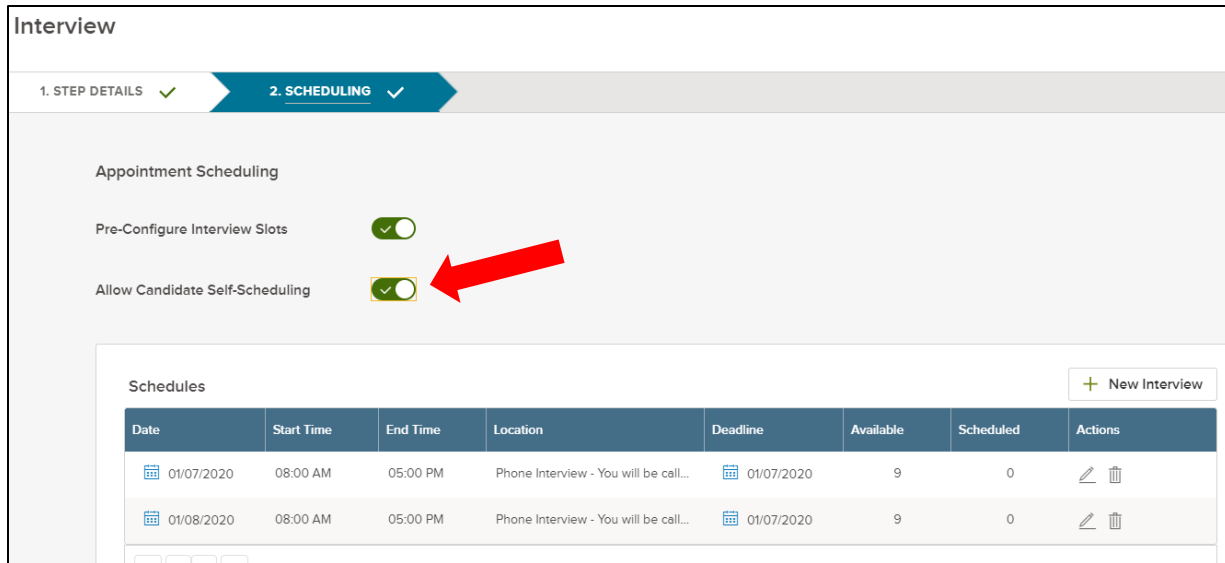 Interview
1. STEP DETAILS
2. SCHEDULING
Appointment Scheduling
Pre-Configure Interview Slots
Allow Candidate Self-Scheduling
Schedules
+ New Interview
Date Start Time End Time Location Deadline Available Scheduled Actions
01/07/2020 08:00 AM 05:00 PM Phone Interview - You will be call... 01/07/2020 9 0
01/08/2020 08:00 AM 05:00 PM Phone Interview - You will be call... 01/07/2020 9 0